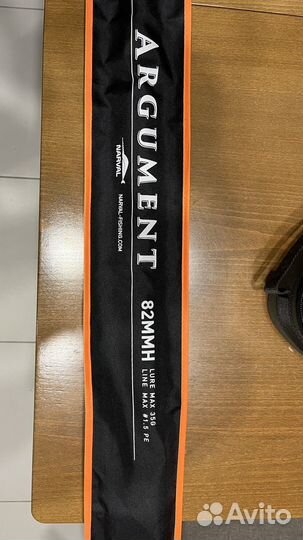 ARGUMENT
NARVAL
NARVAL-FISHING.COM
82MMH
LURE MAX 35G
LINE MAX #1.5 PE
Avito